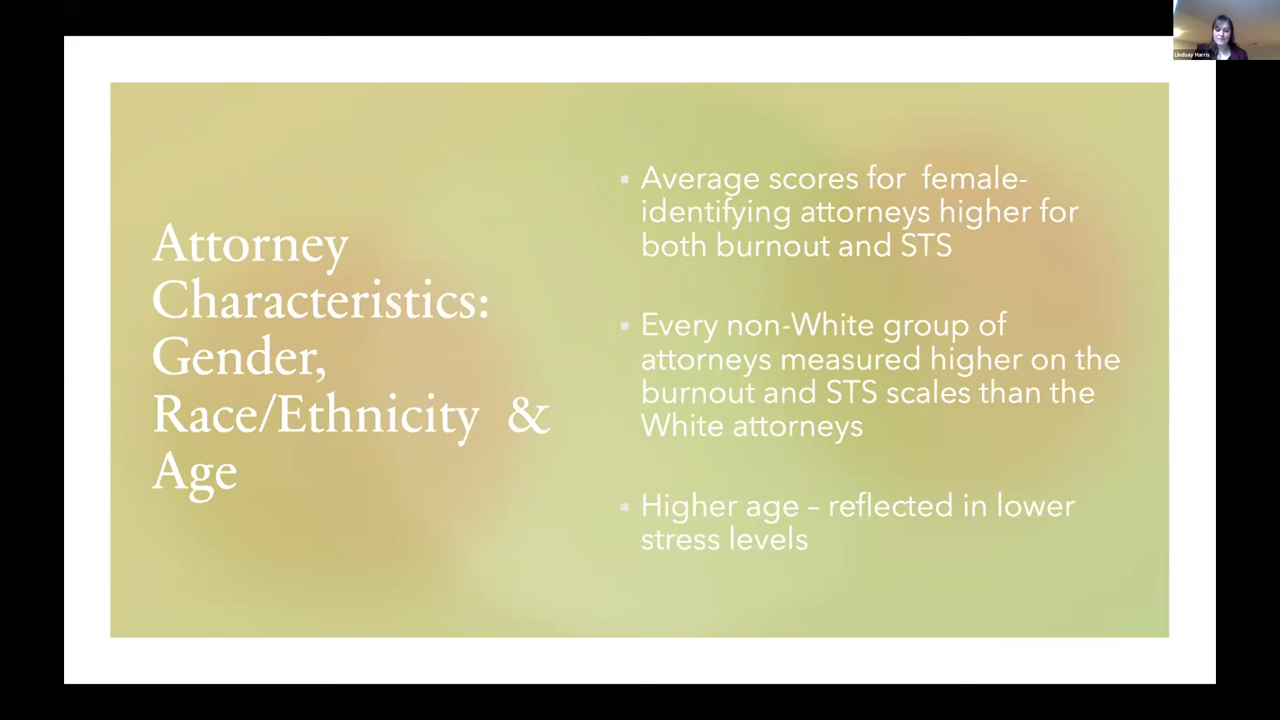 Lindsay Harris
Attorney
Characteristics:
Gender,
Race/Ethnicity &
Age
▪ Average scores for female-
identifying attorneys higher for
both burnout and STS
▪ Every non-White group of
attorneys measured higher on the
burnout and STS scales than the
White attorneys
▪ Higher age – reflected in lower
stress levels